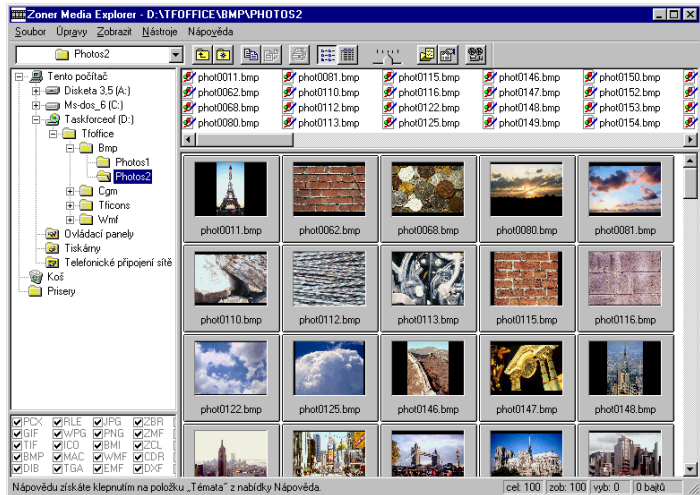 Zoner Media Explorer - D:\TFOFFICE\BMP\PHOTOS2
Soubor Úpravy Zobrazit Nástroje Nápověda
Photos2
Tento počítač
Disketa 3,5 (A:)
Ms-dos_6 (C:)
Taskforceof (D:)
Tfoffice
Bmp
Photos1
Photos2
Cgm
Tficons
Wmf
Ovládací panely
Tiskárny
Telefonické připojení sítě
Koš
Prisery
phot0011.bmp phot0081.bmp phot0115.bmp phot0146.bmp phot0150.bmp
phot0062.bmp phot0110.bmp phot0116.bmp phot0147.bmp phot0152.bmp
phot0068.bmp phot0112.bmp phot0122.bmp phot0148.bmp phot0153.bmp
phot0080.bmp phot0113.bmp phot0125.bmp phot0149.bmp phot0154.bmp
phot0011.bmp phot0062.bmp phot0068.bmp phot0080.bmp phot0081.bmp
phot0110.bmp phot0112.bmp phot0113.bmp phot0115.bmp phot0116.bmp
phot0122.bmp phot0125.bmp phot0146.bmp phot0147.bmp phot0148.bmp
PCX RLE JPG ZBR
GIF WPG PNG ZMF
TIF ICO BMI ZCL
BMP MAC WMF CDR
DIB TGA EMF DXF
Nápovědu získáte klepnutím na položku „Témata“ z nabídky Nápověda.
cel: 100 zob: 100 vyb: 0 0 bajtů